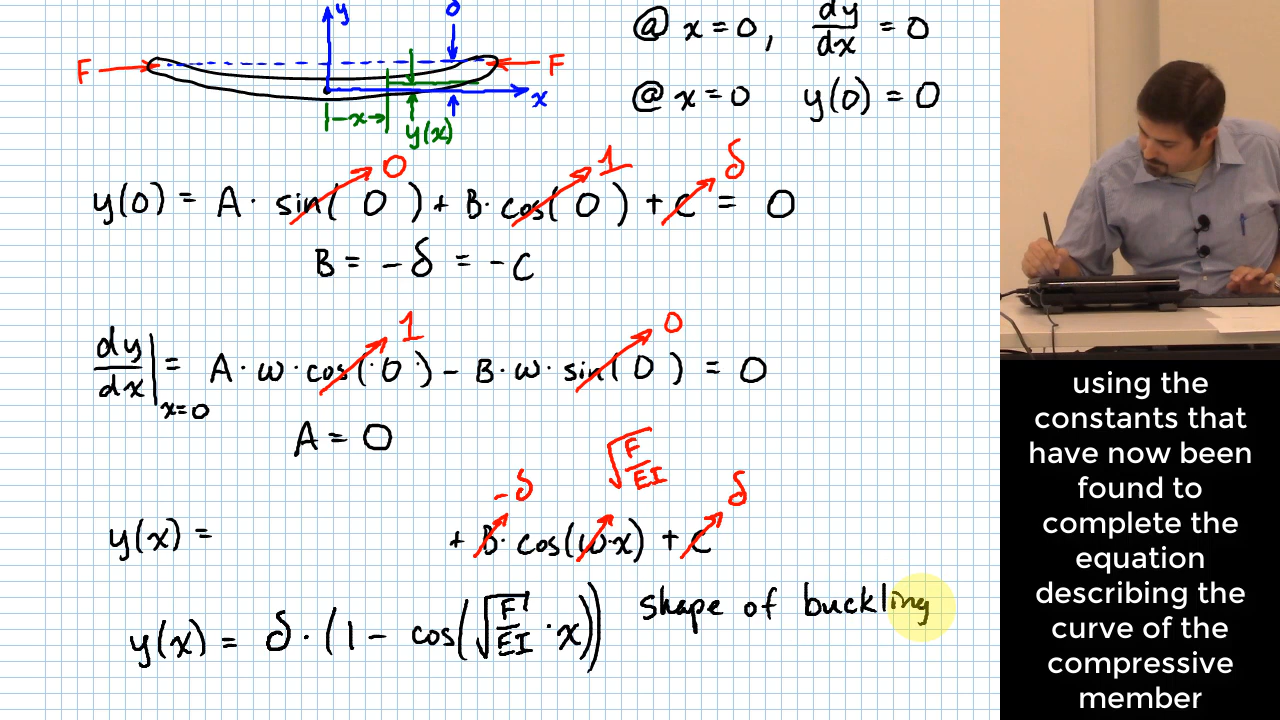 y δ
F F
x
x
y(x)
@ x = 0, dy/dx = 0
@ x = 0 y(0) = 0
0 1 δ
y(0) = A · sin( 0 ) + B · cos( 0 ) + C = 0
B = - δ = - C
1 0
dy/dx|x=0 = A · ω · cos( 0 ) - B · ω · sin( 0 ) = 0
A = 0
-δ √F/EI δ
y(x) = + B · cos(ω·x) + C
y(x) = δ · (1 - cos(√F/EI · x)) shape of buckling
using the
constants that
have now been
found to
complete the
equation
describing the
curve of the
compressive
member